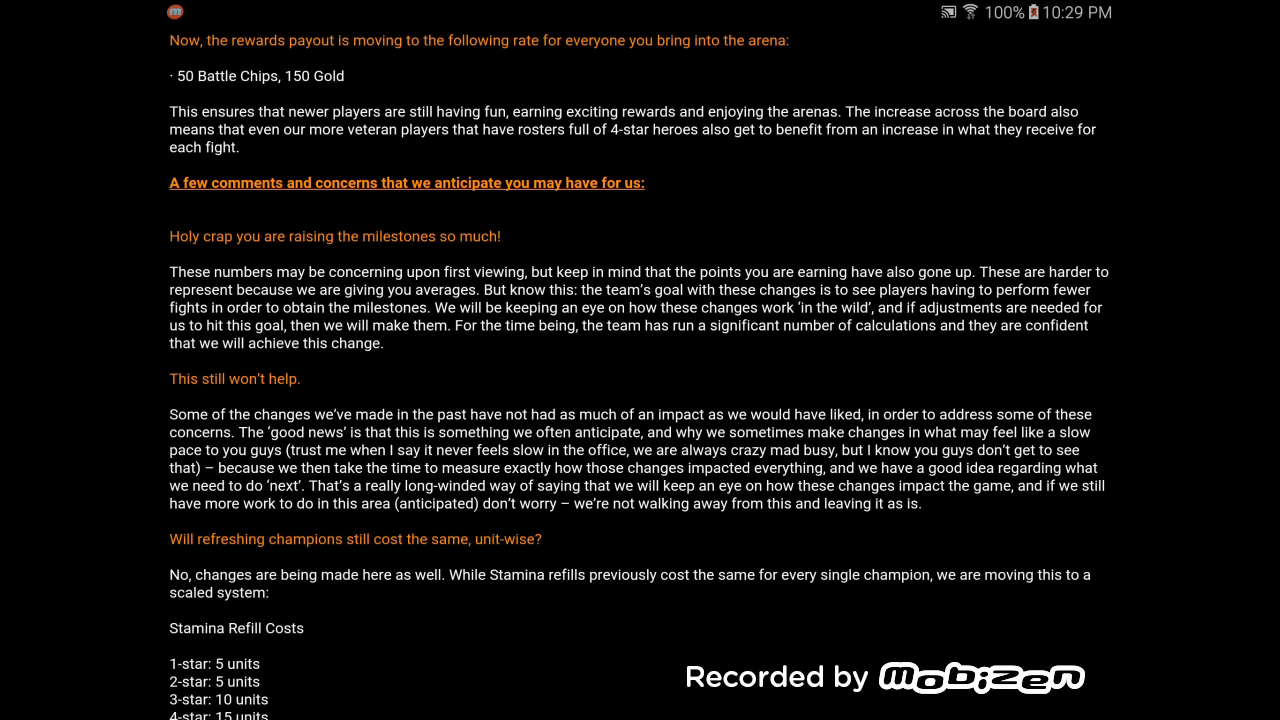 100% 10:29 PM
Now, the rewards payout is moving to the following rate for everyone you bring into the arena:
· 50 Battle Chips, 150 Gold
This ensures that newer players are still having fun, earning exciting rewards and enjoying the arenas. The increase across the board also
means that even our more veteran players that have rosters full of 4-star heroes also get to benefit from an increase in what they receive for
each fight.
A few comments and concerns that we anticipate you may have for us:
Holy crap you are raising the milestones so much!
These numbers may be concerning upon first viewing, but keep in mind that the points you are earning have also gone up. These are harder to
represent because we are giving you averages. But know this: the team’s goal with these changes is to see players having to perform fewer
fights in order to obtain the milestones. We will be keeping an eye on how these changes work ‘in the wild’, and if adjustments are needed for
us to hit this goal, then we will make them. For the time being, the team has run a significant number of calculations and they are confident
that we will achieve this change.
This still won’t help.
Some of the changes we’ve made in the past have not had as much of an impact as we would have liked, in order to address some of these
concerns. The ‘good news’ is that this is something we often anticipate, and why we sometimes make changes in what may feel like a slow
pace to you guys (trust me when I say it never feels slow in the office, we are always crazy mad busy, but I know you guys don’t get to see
that) – because we then take the time to measure exactly how those changes impacted everything, and we have a good idea regarding what
we need to do ‘next’. That’s a really long-winded way of saying that we will keep an eye on how these changes impact the game, and if we still
have more work to do in this area (anticipated) don’t worry – we’re not walking away from this and leaving it as is.
Will refreshing champions still cost the same, unit-wise?
No, changes are being made here as well. While Stamina refills previously cost the same for every single champion, we are moving this to a
scaled system:
Stamina Refill Costs
1-star: 5 units
2-star: 5 units
3-star: 10 units
4-star: 15 units
Recorded by mobizen